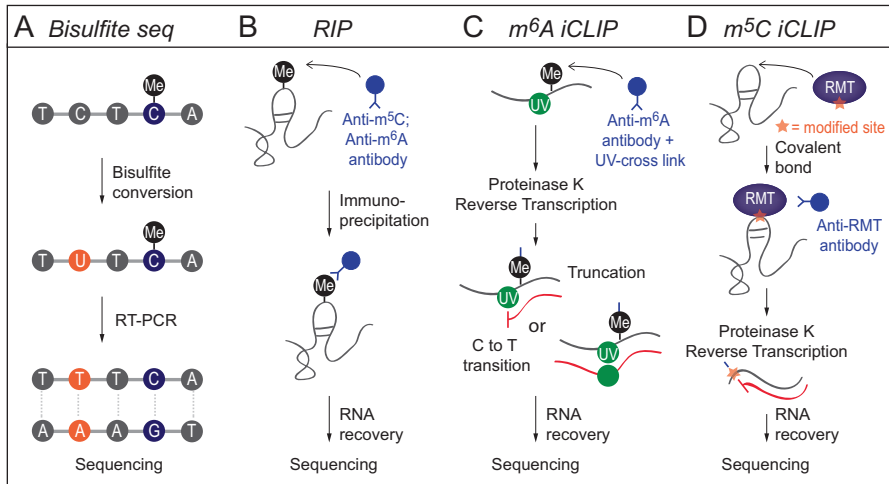 A Bisulfite seq
Me
T C T C A
Bisulfite
conversion
Me
T U T C A
RT-PCR
T T T C A
A A A G T
Sequencing
B RIP
Me
Anti-m⁵C;
Anti-m⁶A
antibody
Immuno-
precipitation
Me
RNA
recovery
Sequencing
C m⁶A iCLIP
Me
UV
Anti-m⁶A
antibody +
UV-cross link
Proteinase K
Reverse Transcription
Me
Truncation
UV
or
Me
C to T
transition
UV
RNA
recovery
Sequencing
D m⁵C iCLIP
RMT
= modified site
Covalent
bond
RMT
Anti-RMT
antibody
Proteinase K
Reverse Transcription
RNA
recovery
Sequencing